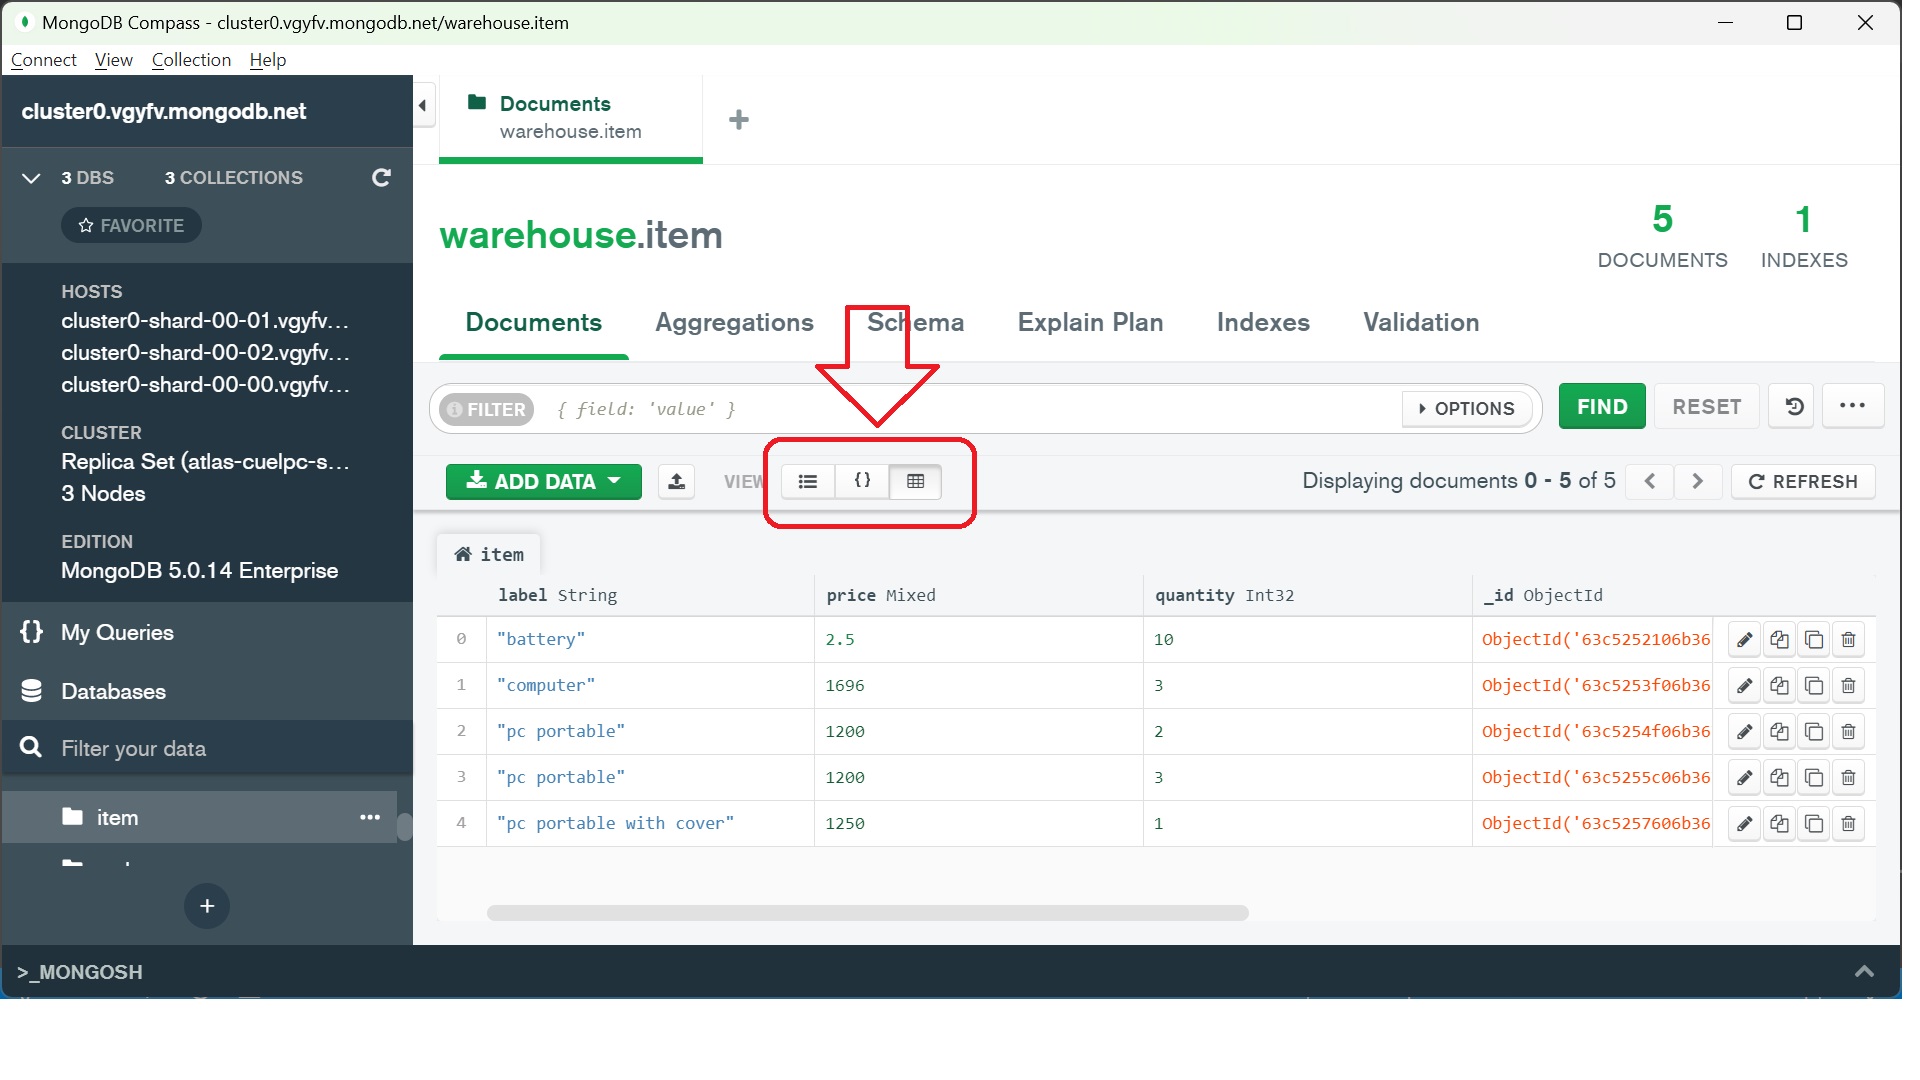 MongoDB Compass - cluster0.vgyfv.mongodb.net/warehouse.item
Connect View Collection Help
cluster0.vgyfv.mongodb.net
3 DBS 3 COLLECTIONS
FAVORITE
HOSTS
cluster0-shard-00-01.vgyfv...
cluster0-shard-00-02.vgyfv...
cluster0-shard-00-00.vgyfv...
CLUSTER
Replica Set (atlas-cuelpc-s...
3 Nodes
EDITION
MongoDB 5.0.14 Enterprise
{} My Queries
Databases
Filter your data
item
Documents
warehouse.item
warehouse.item
5 DOCUMENTS
1 INDEXES
Documents Aggregations Schema Explain Plan Indexes Validation
FILTER { field: 'value' } OPTIONS FIND RESET
ADD DATA VIEW {} Displaying documents 0 - 5 of 5 REFRESH
item
label String price Mixed quantity Int32 _id ObjectId
0 "battery" 2.5 10 ObjectId('63c5252106b36
1 "computer" 1696 3 ObjectId('63c5253f06b36
2 "pc portable" 1200 2 ObjectId('63c5254f06b36
3 "pc portable" 1200 3 ObjectId('63c5255c06b36
4 "pc portable with cover" 1250 1 ObjectId('63c5257606b36
>_MONGOSH